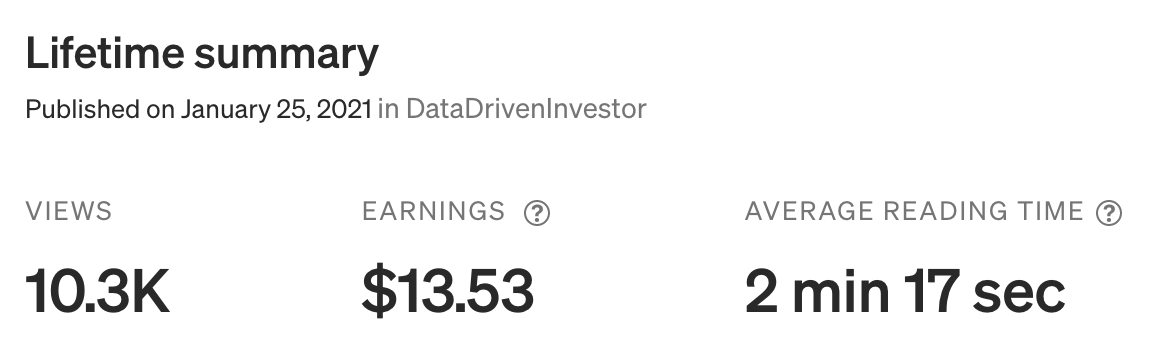 Lifetime summary
Published on January 25, 2021 in DataDrivenInvestor
VIEWS EARNINGS ? AVERAGE READING TIME ?
10.3K $13.53 2 min 17 sec